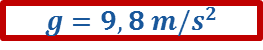 g = 9,8 m/s²